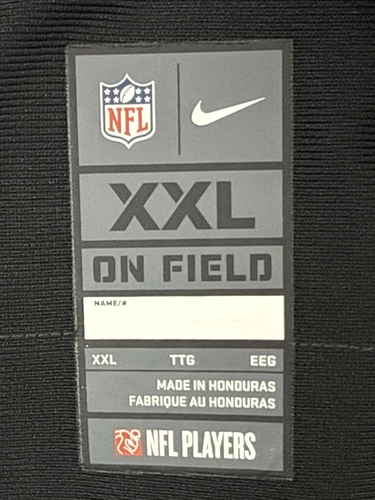 NFL
XXL
ON FIELD
NAME/#
XXL TTG EEG
MADE IN HONDURAS
FABRIQUE AU HONDURAS
NFL PLAYERS